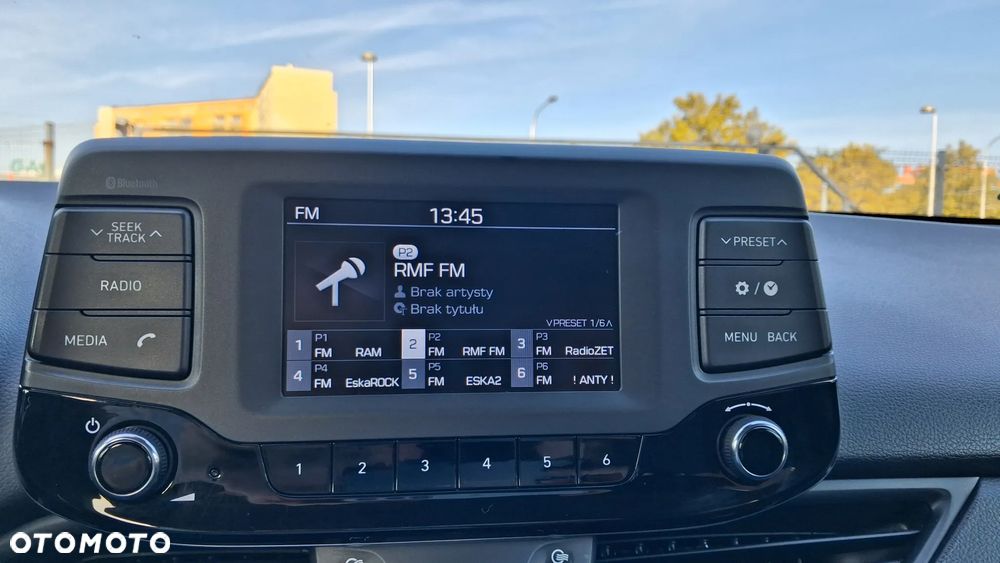 Bluetooth
SEEK
TRACK
RADIO
MEDIA
FM 13:45
P2
RMF FM
Brak artysty
Brak tytułu
PRESET 1/6
1 P1 FM RAM
2 P2 FM RMF FM
3 P3 FM RadioZET
4 P4 FM EskaROCK
5 P5 FM ESKA2
6 P6 FM ! ANTY !
PRESET
/
MENU BACK
1 2 3 4 5 6
OTOMOTO